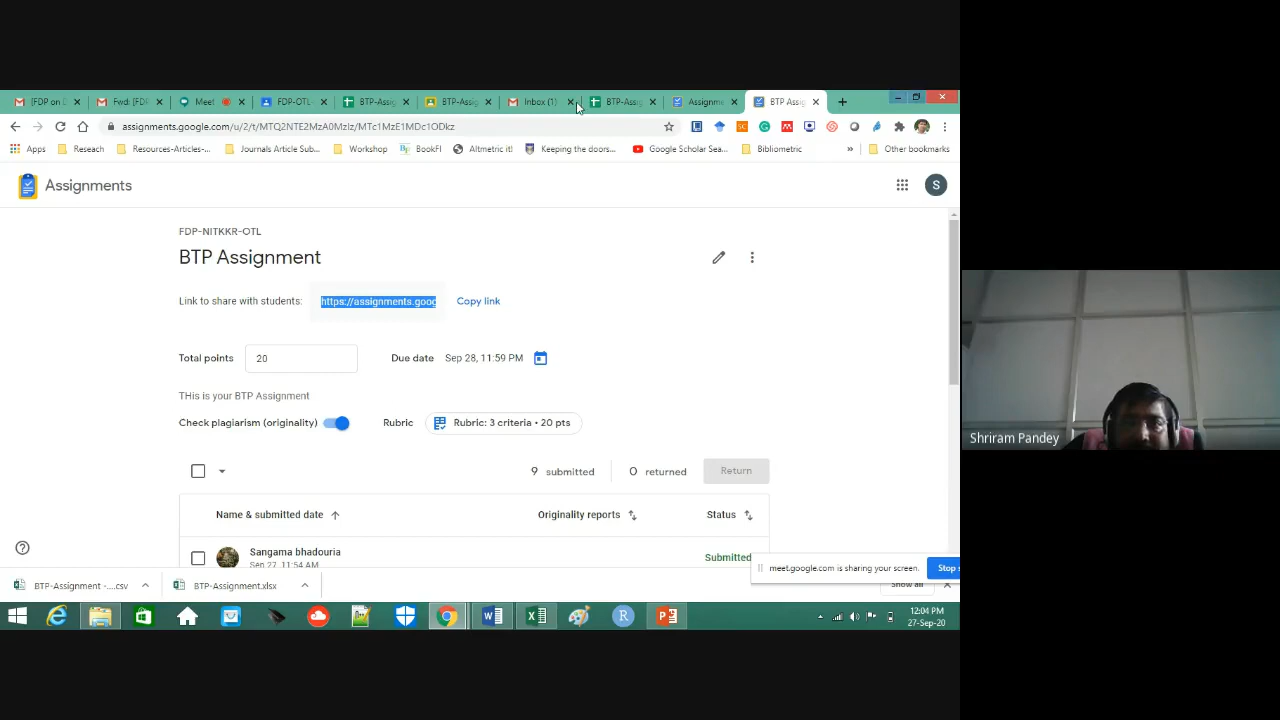 [FDP on D
Fwd: [FDP
Meet
FDP-OTL-
BTP-Assig
BTP-Assig
Inbox (1)
BTP-Assig
Assignme
BTP Assig
assignments.google.com/u/2/t/MTQ2NTE2MzA0Mzlz/MTc1MzE1MDc1ODkz
Apps
Reseach
Resources-Articles-...
Journals Article Sub...
Workshop
BookFI
Altmetric it!
Keeping the doors...
Google Scholar Sea...
Bibliometric
»
Other bookmarks
Assignments
S
FDP-NITKKR-OTL
BTP Assignment
Link to share with students:
https://assignments.goog
Copy link
Total points
20
Due date
Sep 28, 11:59 PM
This is your BTP Assignment
Check plagiarism (originality)
Rubric
Rubric: 3 criteria • 20 pts
9 submitted
0 returned
Return
Name & submitted date
Originality reports
Status
Sangama bhadouria
Sep 27, 11:54 AM
Submitted
meet.google.com is sharing your screen.
Stop s
BTP-Assignment -....csv
BTP-Assignment.xlsx
Show all
12:04 PM
27-Sep-20
Shriram Pandey